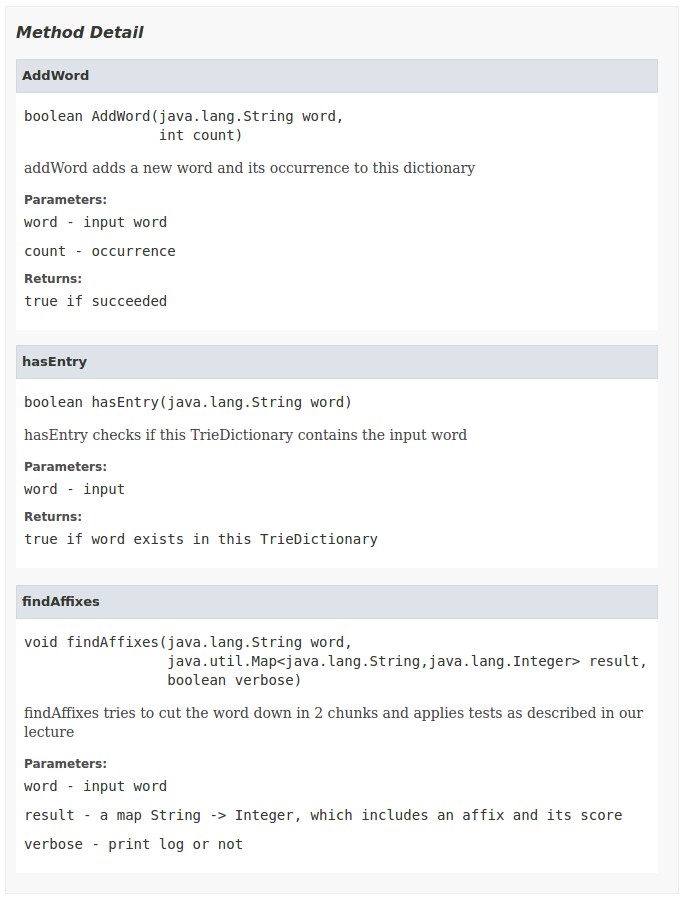 Method Detail
AddWord
boolean AddWord(java.lang.String word,
int count)
addWord adds a new word and its occurrence to this dictionary
Parameters:
word - input word
count - occurrence
Returns:
true if succeeded
hasEntry
boolean hasEntry(java.lang.String word)
hasEntry checks if this TrieDictionary contains the input word
Parameters:
word - input
Returns:
true if word exists in this TrieDictionary
findAffixes
void findAffixes(java.lang.String word,
java.util.Map<java.lang.String,java.lang.Integer> result,
boolean verbose)
findAffixes tries to cut the word down in 2 chunks and applies tests as described in our
lecture
Parameters:
word - input word
result - a map String -> Integer, which includes an affix and its score
verbose - print log or not